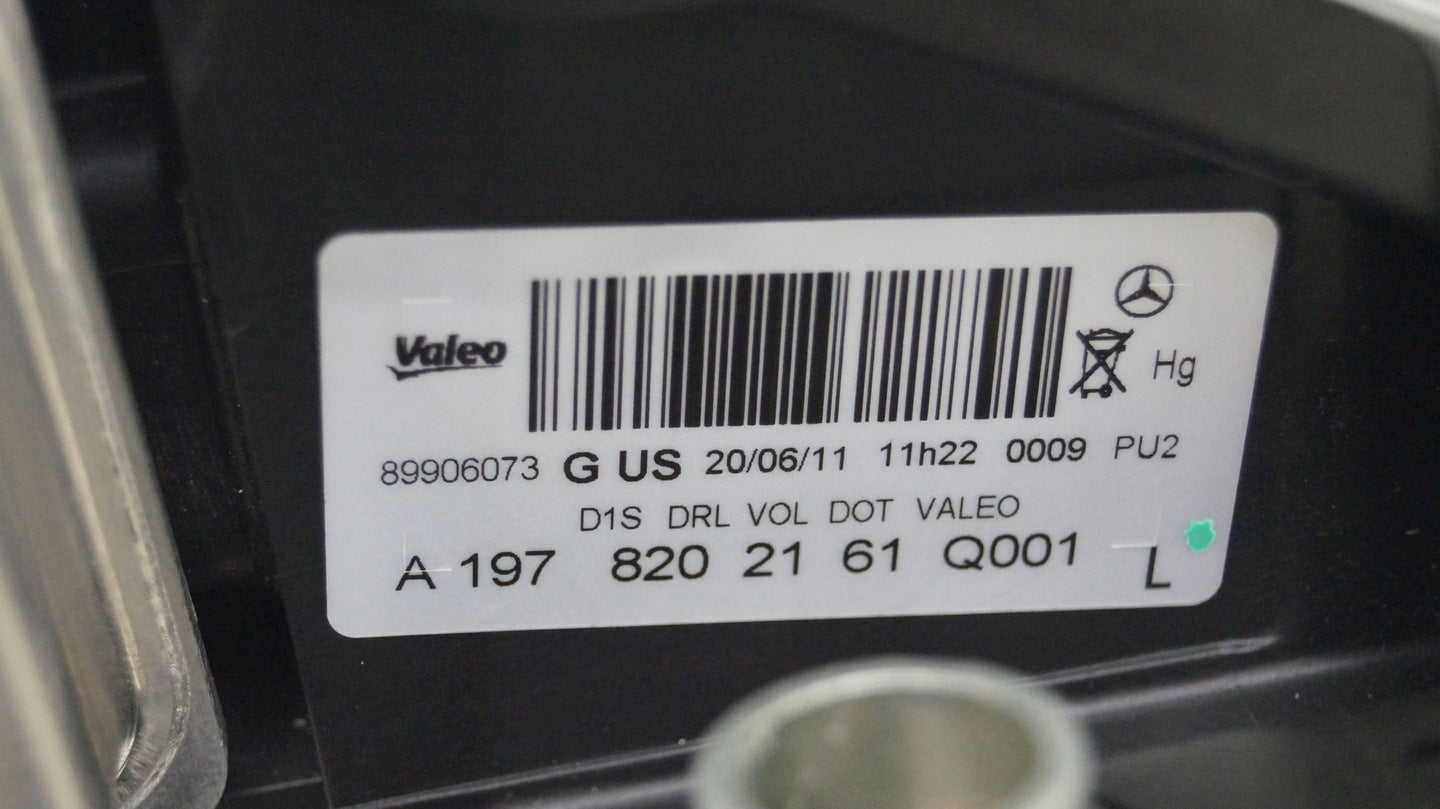 Valeo
Hg
89906073 G US 20/06/11 11h22 0009 PU2
D1S DRL VOL DOT VALEO
A 197 820 21 61 Q001 L